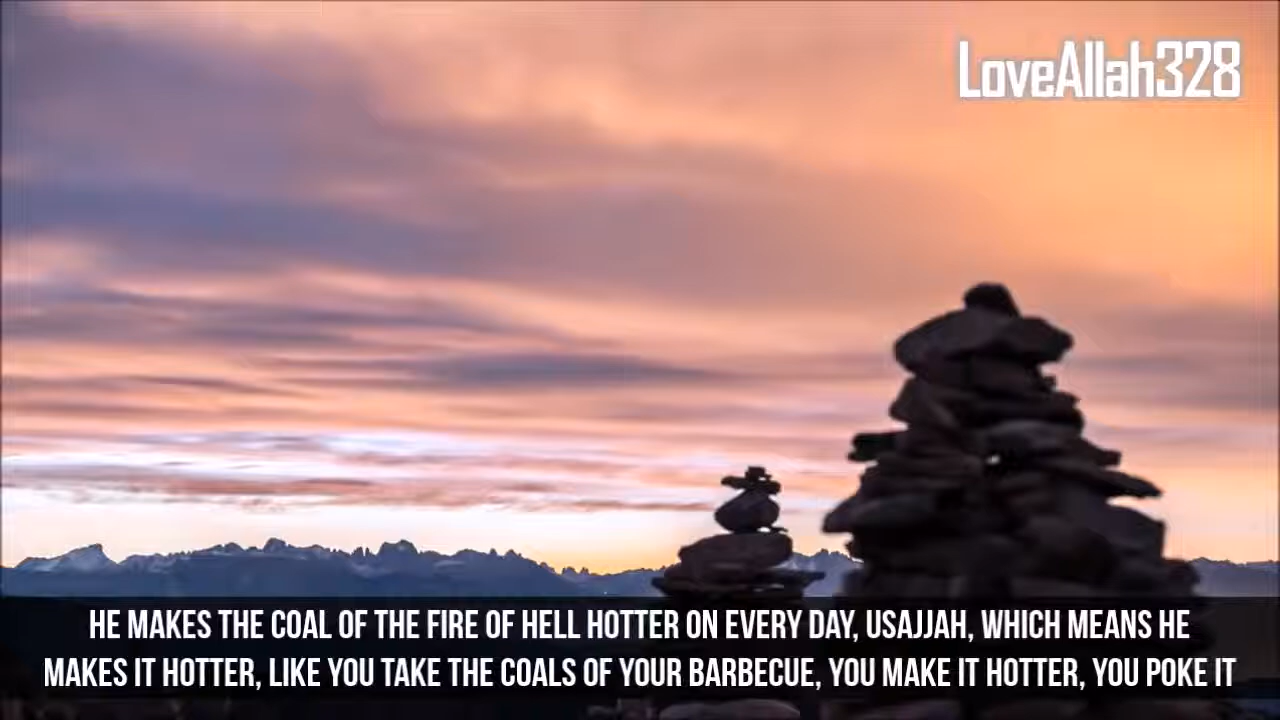 LoveAllah328
HE MAKES THE COAL OF THE FIRE OF HELL HOTTER ON EVERY DAY, USAJJAH, WHICH MEANS HE
MAKES IT HOTTER, LIKE YOU TAKE THE COALS OF YOUR BARBECUE, YOU MAKE IT HOTTER, YOU POKE IT